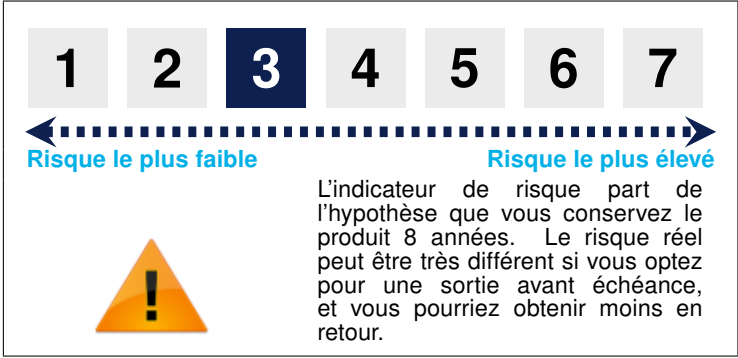 1 2 3 4 5 6 7
Risque le plus faible Risque le plus élevé
L'indicateur de risque part de
l'hypothèse que vous conservez le
produit 8 années. Le risque réel
peut être très différent si vous optez
pour une sortie avant échéance,
et vous pourriez obtenir moins en
retour.
!